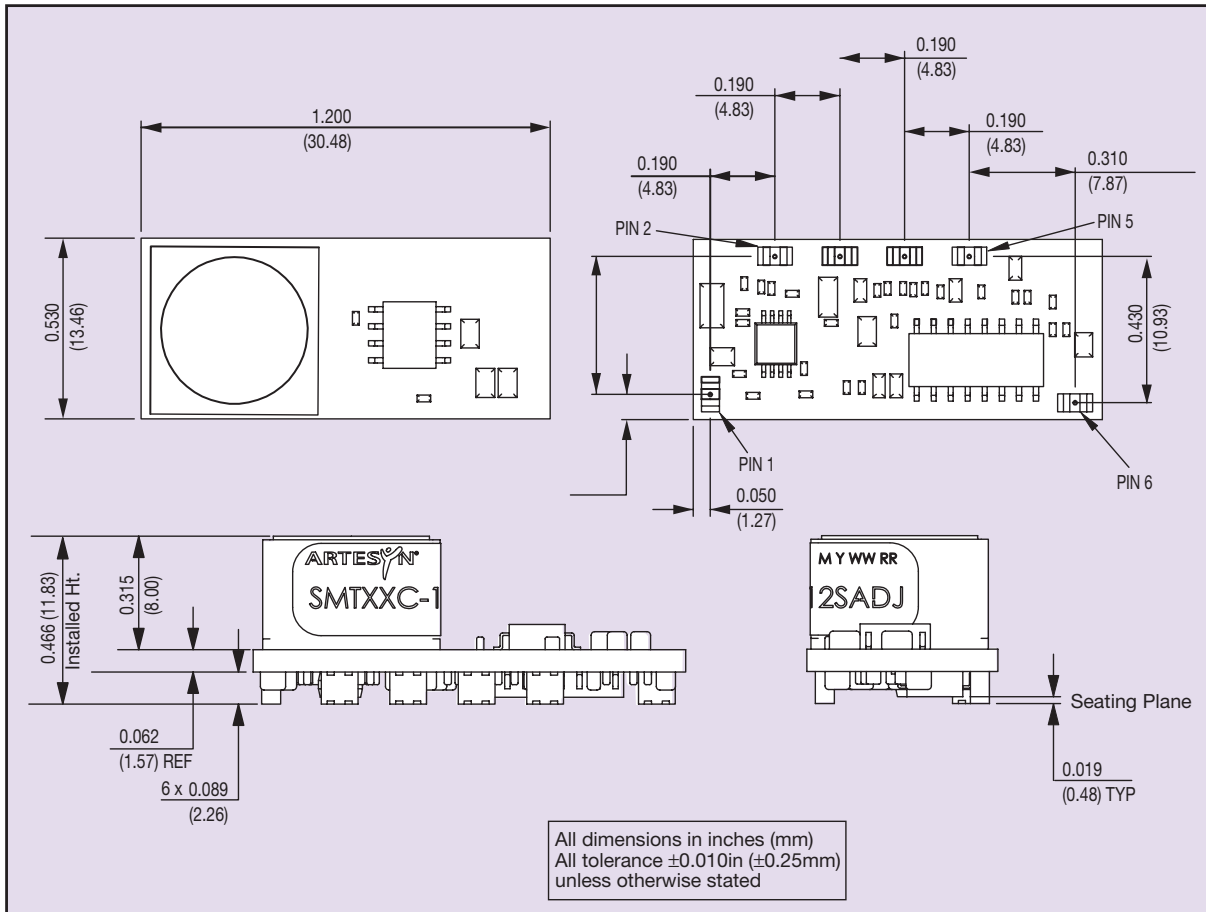 0.190
(4.83)
0.190
(4.83)
1.200
(30.48)
0.190
(4.83)
0.190
(4.83)
0.310
(7.87)
PIN 2
PIN 5
0.530
(13.46)
0.430
(10.93)
PIN 1
PIN 6
0.050
(1.27)
0.466 (11.83)
Installed Ht.
0.315
(8.00)
ARTESYN®
SMTXXC-1
M Y WW RR
12SADJ
Seating Plane
0.062
(1.57) REF
6 x 0.089
(2.26)
0.019
(0.48) TYP
All dimensions in inches (mm)
All tolerance ±0.010in (±0.25mm)
unless otherwise stated